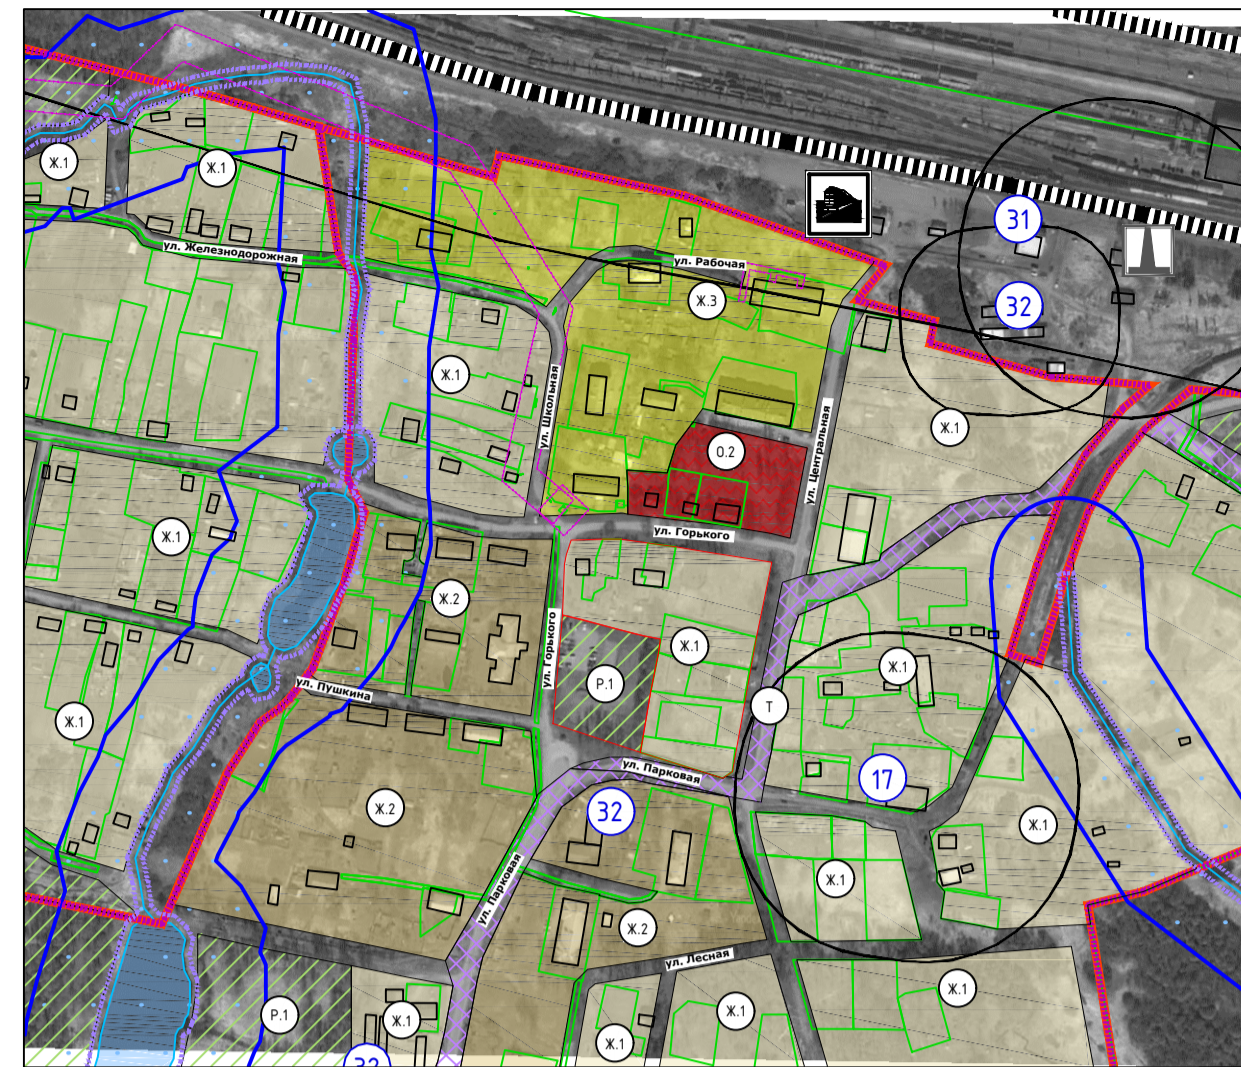 Ж.1
Ж.1
31
ул. Железнодорожная
ул. Рабочая
Ж.3
32
Ж.1
ул. Школьная
Ж.1
О.2
ул. Центральная
ул. Горького
Ж.1
Ж.2
ул. Горького
Ж.1
Ж.1
Р.1
ул. Пушкина
Т
Ж.1
ул. Парковая
17
Ж.2
32
Ж.1
ул. Парковая
Ж.1
Ж.2
ул. Лесная
Ж.1
Р.1
Ж.1
Ж.1
Ж.1
32